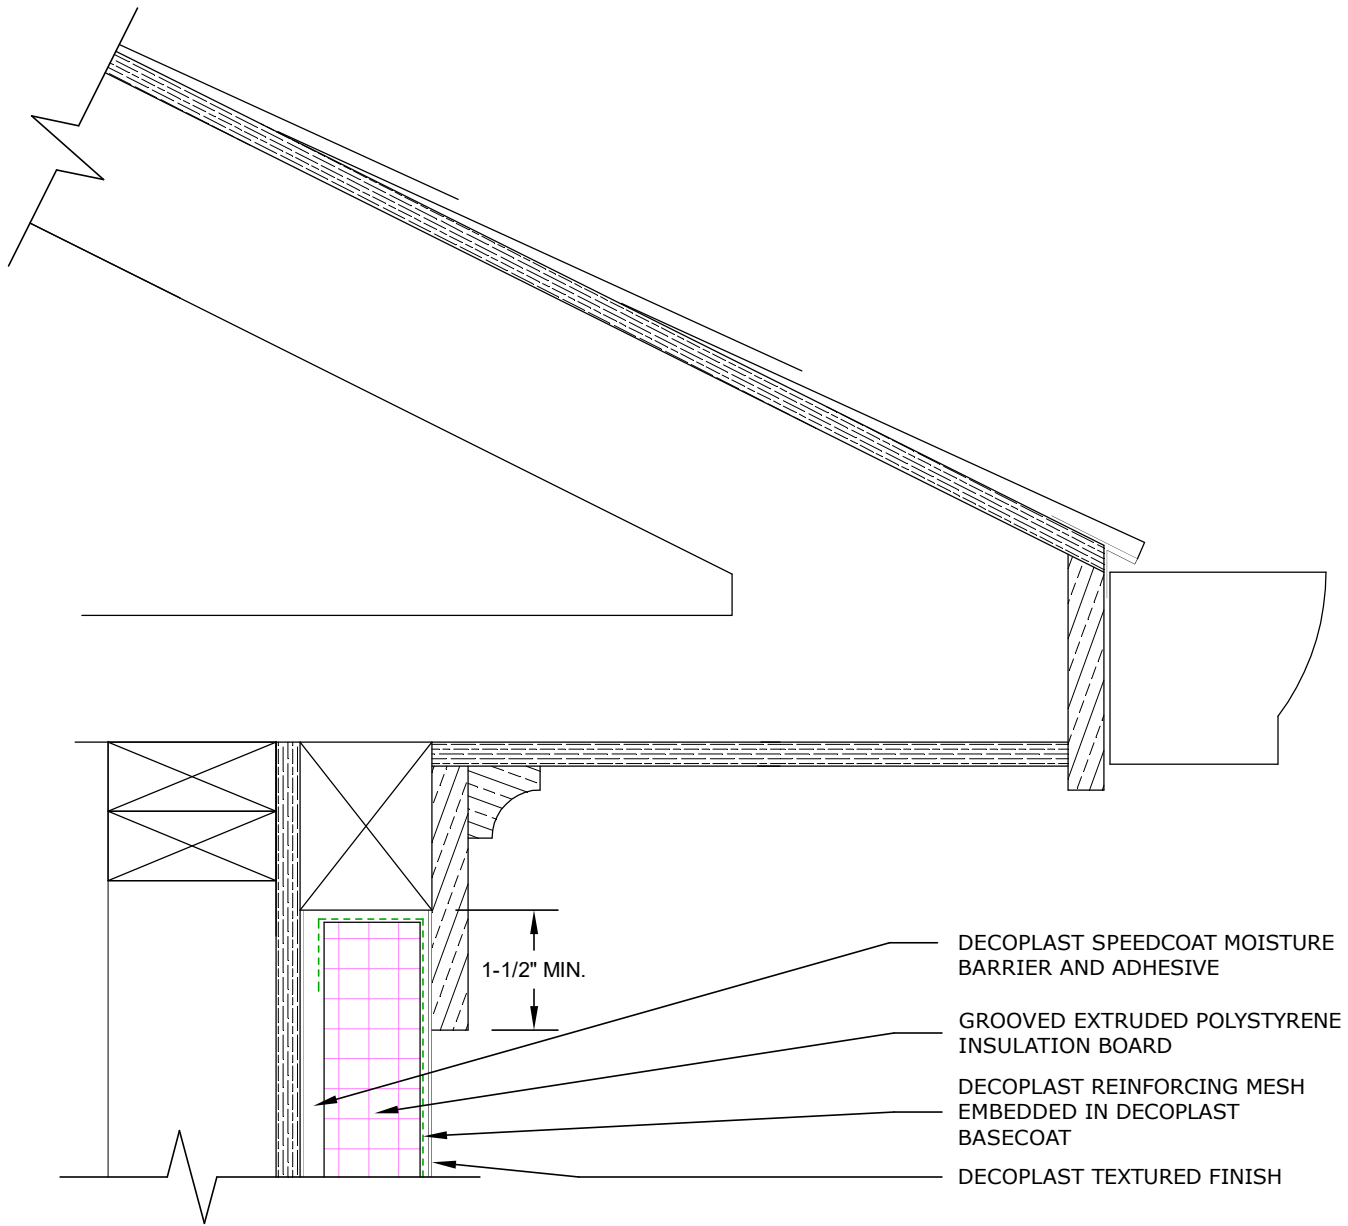 DECOPLAST SPEEDCOAT MOISTURE
BARRIER AND ADHESIVE
1-1/2" MIN.
GROOVED EXTRUDED POLYSTYRENE
INSULATION BOARD
DECOPLAST REINFORCING MESH
EMBEDDED IN DECOPLAST
BASECOAT
DECOPLAST TEXTURED FINISH